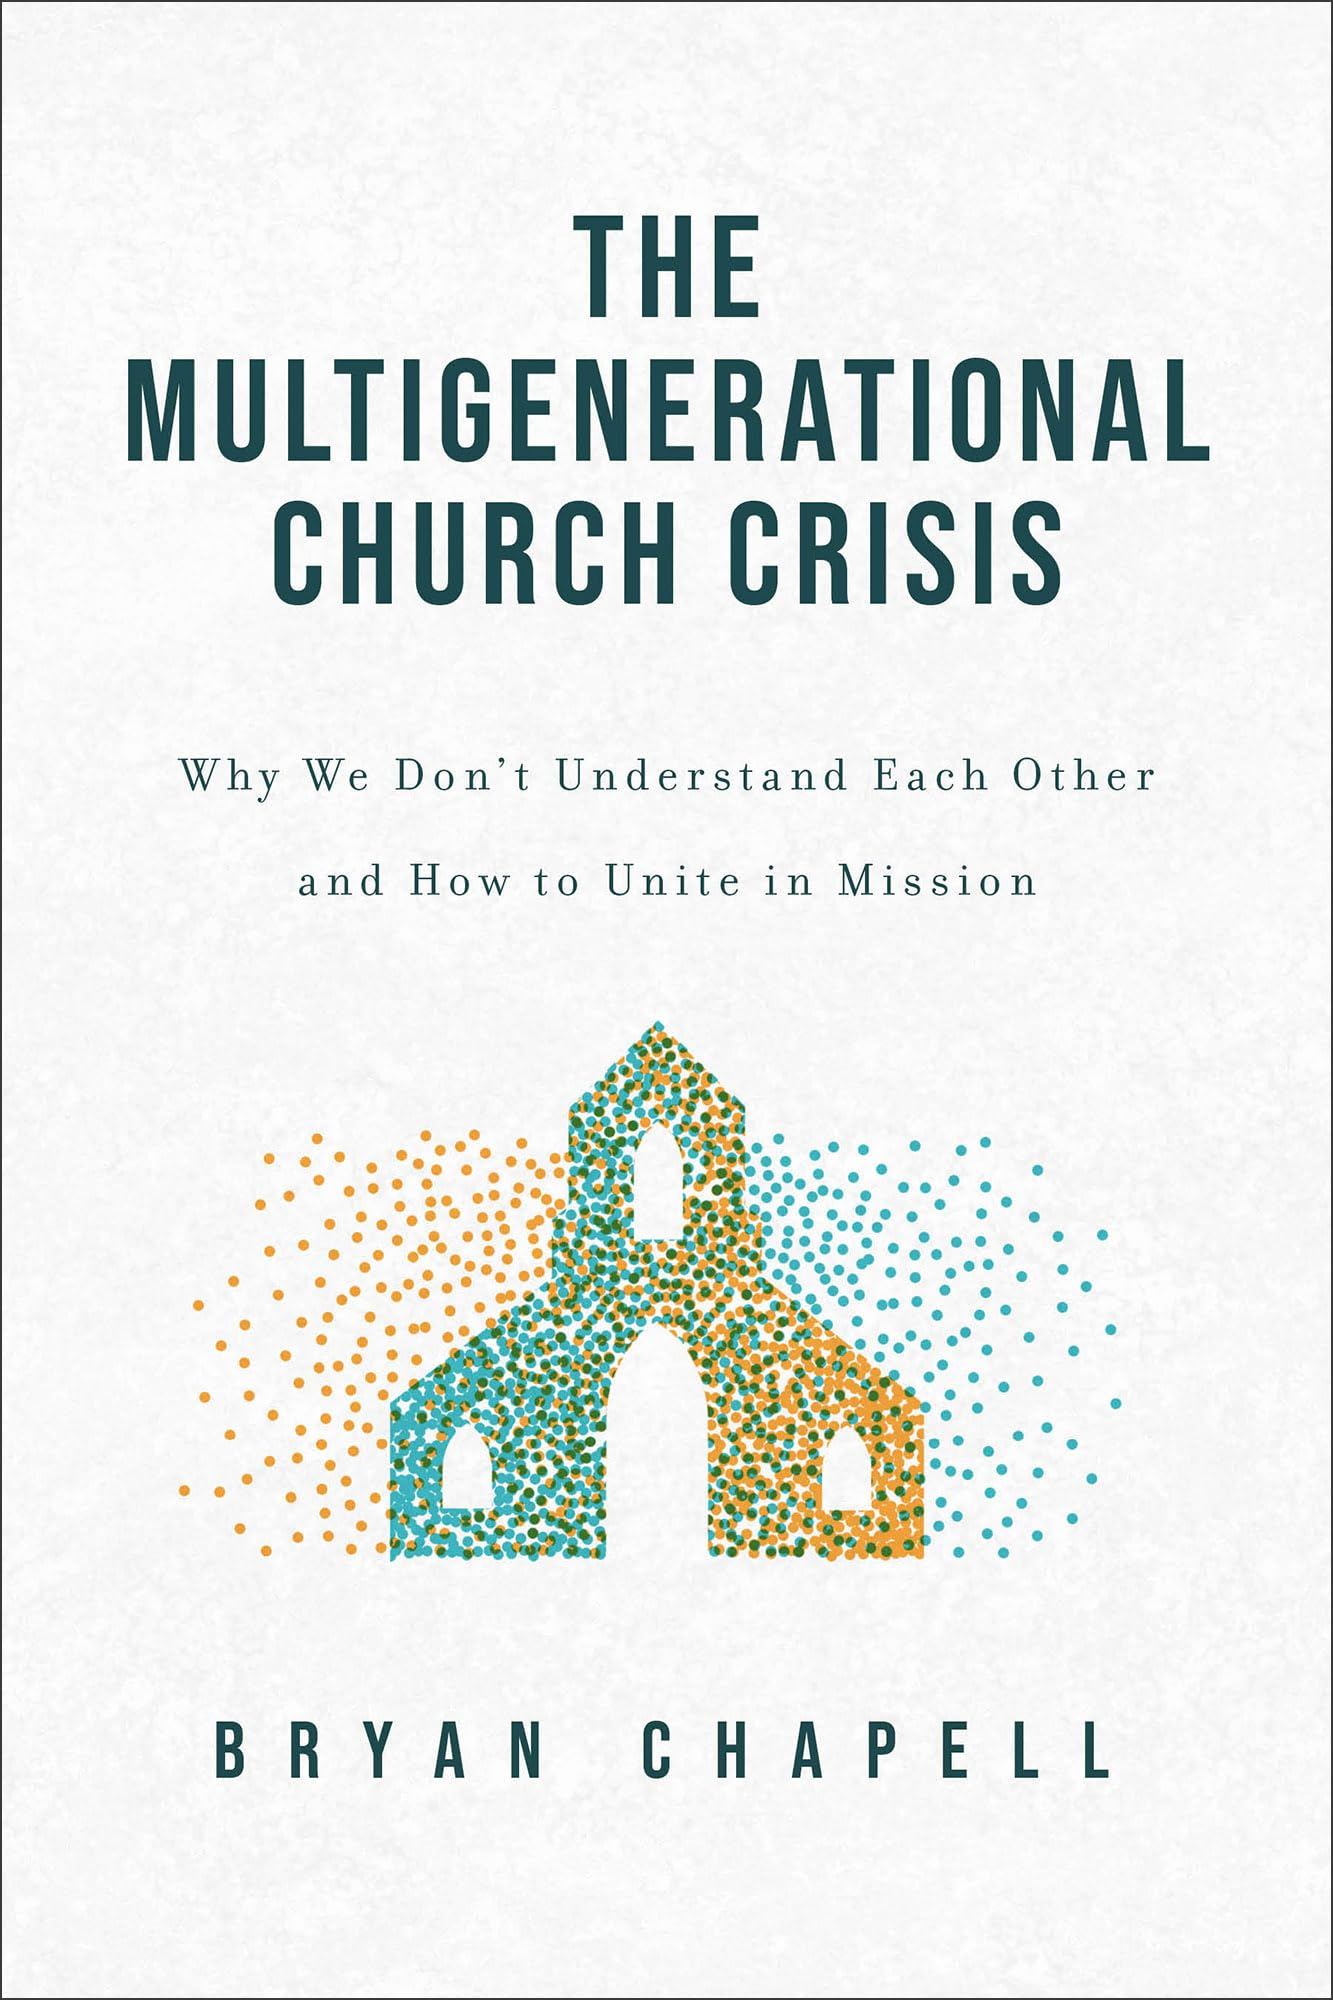 THE
MULTIGENERATIONAL
CHURCH CRISIS
Why We Don’t Understand Each Other
and How to Unite in Mission
BRYAN CHAPELL